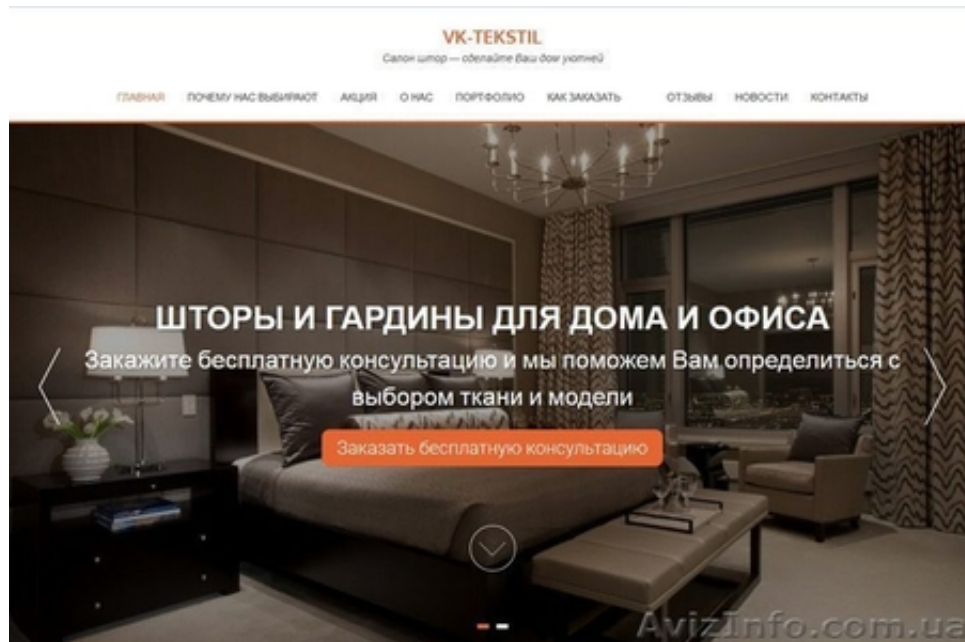 VK-TEKSTIL
Салон штор — сделайте Ваш дом уютней
ГЛАВНАЯ ПОЧЕМУ НАС ВЫБИРАЮТ АКЦИЯ О НАС ПОРТФОЛИО КАК ЗАКАЗАТЬ ОТЗЫВЫ НОВОСТИ КОНТАКТЫ
ШТОРЫ И ГАРДИНЫ ДЛЯ ДОМА И ОФИСА
Закажите бесплатную консультацию и мы поможем Вам определиться с
выбором ткани и модели
Заказать бесплатную консультацию
AvizInfo.com.ua